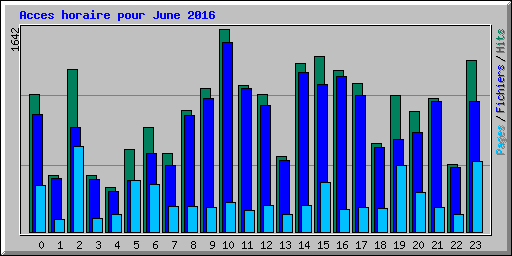 Acces horaire pour June 2016
1642
Pages / Fichiers / Hits
0 1 2 3 4 5 6 7 8 9 10 11 12 13 14 15 16 17 18 19 20 21 22 23